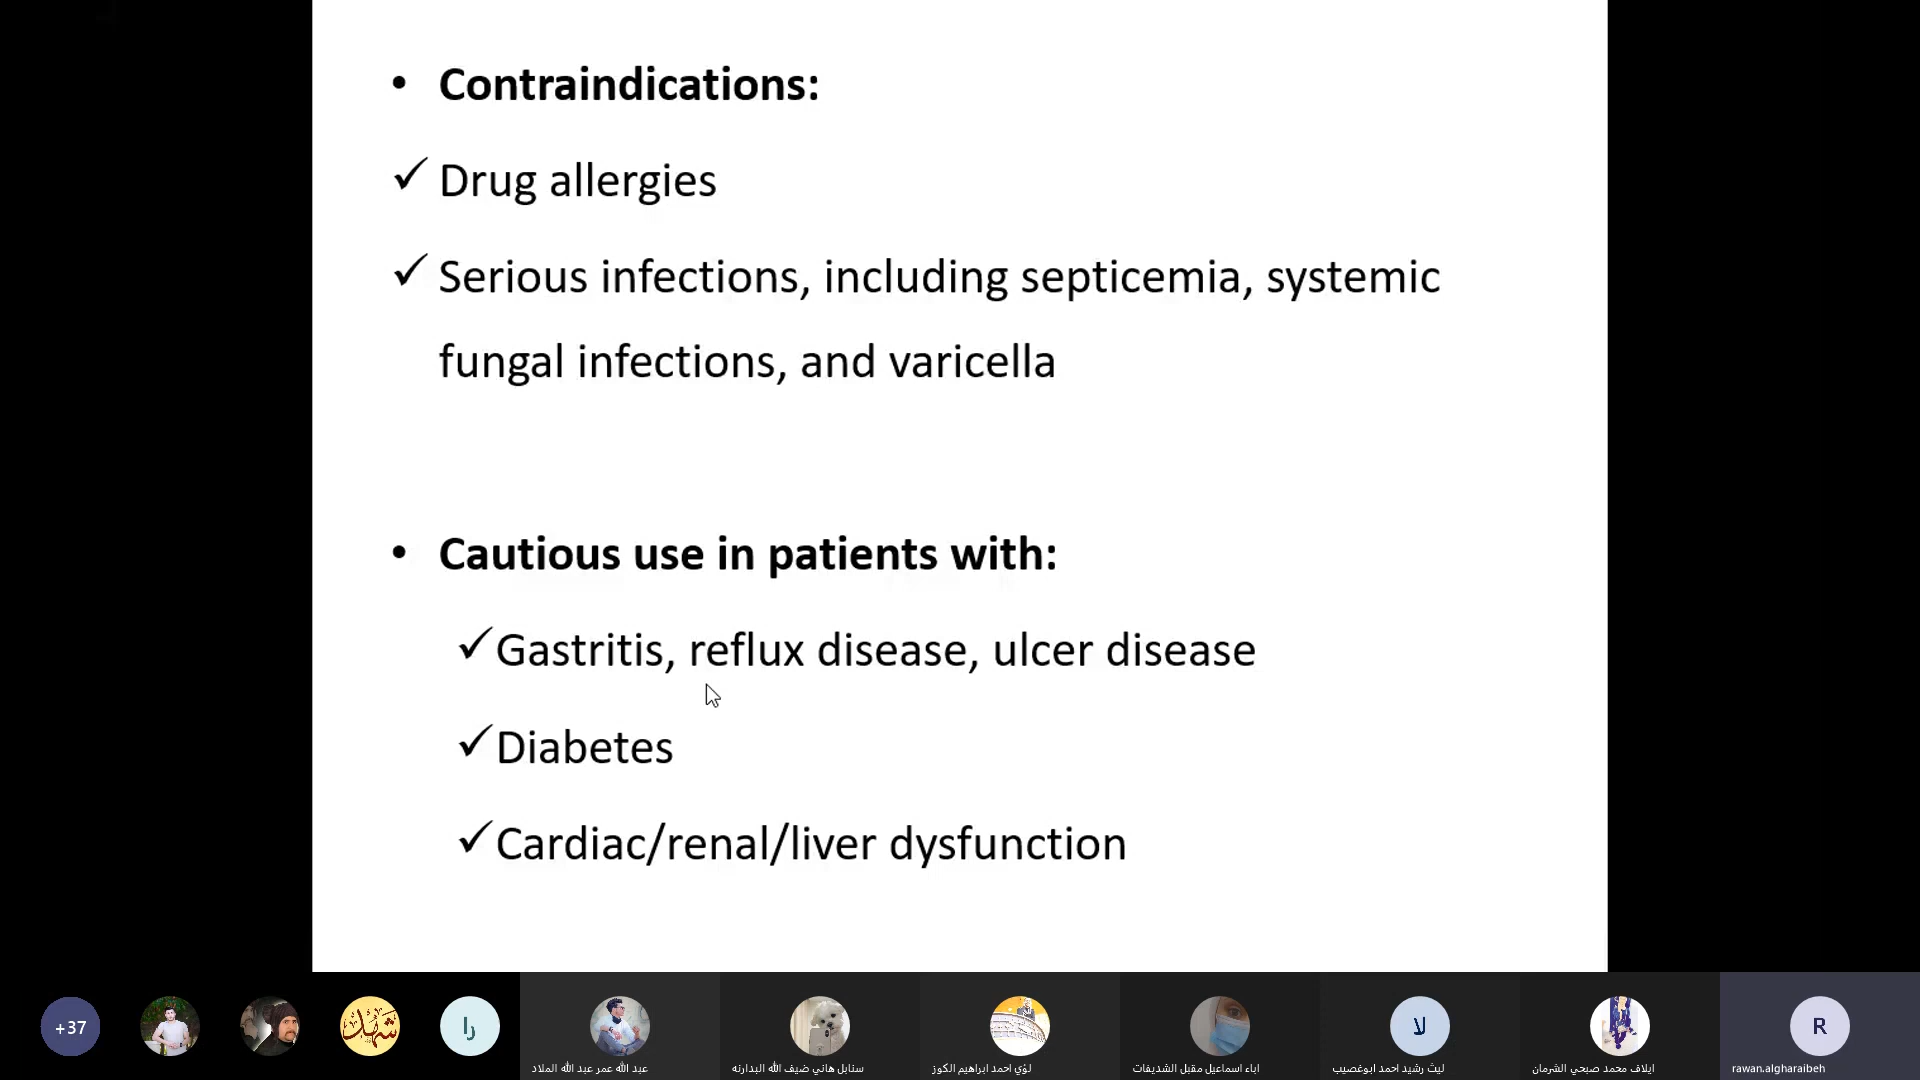 • Contraindications:
✓ Drug allergies
✓ Serious infections, including septicemia, systemic
fungal infections, and varicella
• Cautious use in patients with:
✓ Gastritis, reflux disease, ulcer disease
✓ Diabetes
✓ Cardiac/renal/liver dysfunction
+37
شهد
را
عبد الله عمر عبد الله الملاد
سنابل هاني ضيف الله البدارنه
لؤي احمد ابراهيم الكوز
اباء اسماعيل مقبل الشديفات
لا
ليث رشيد احمد ابوغصيب
ايلاف محمد صبحي الشرمان
R
rawan.algharaibeh